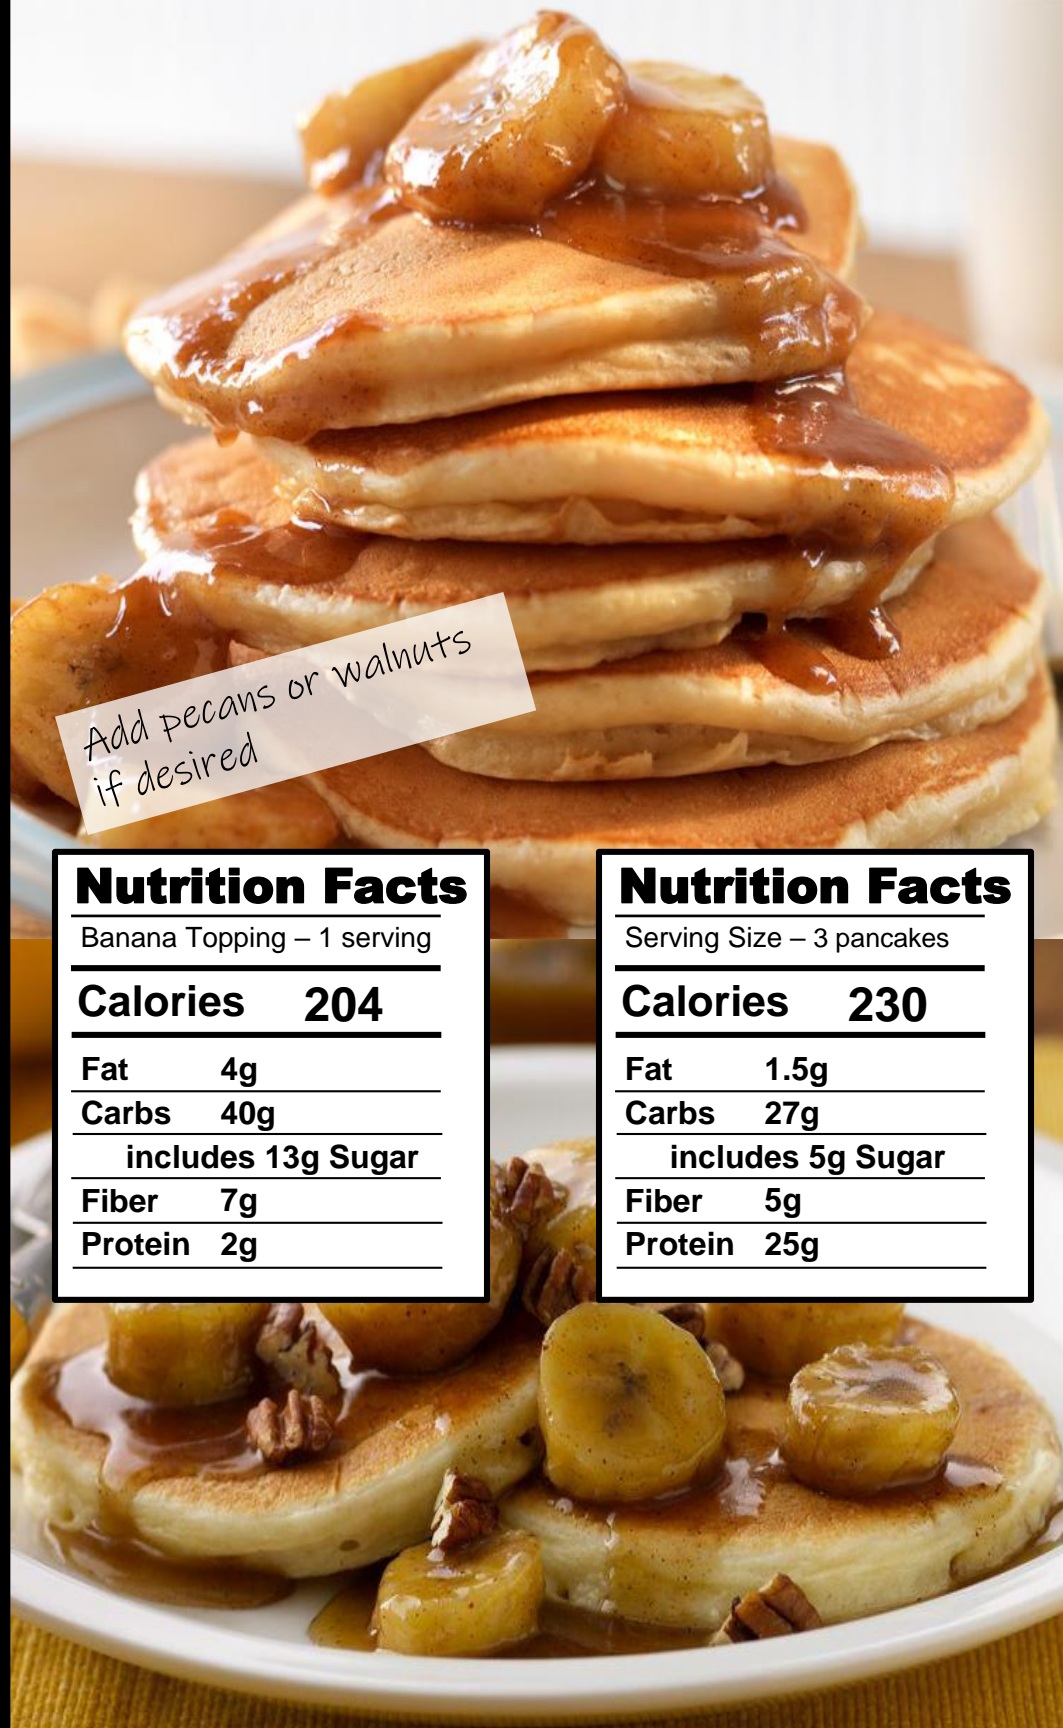 Add pecans or walnuts
if desired
Nutrition Facts
Banana Topping – 1 serving
Calories 204
Fat 4g
Carbs 40g
includes 13g Sugar
Fiber 7g
Protein 2g
Nutrition Facts
Serving Size – 3 pancakes
Calories 230
Fat 1.5g
Carbs 27g
includes 5g Sugar
Fiber 5g
Protein 25g